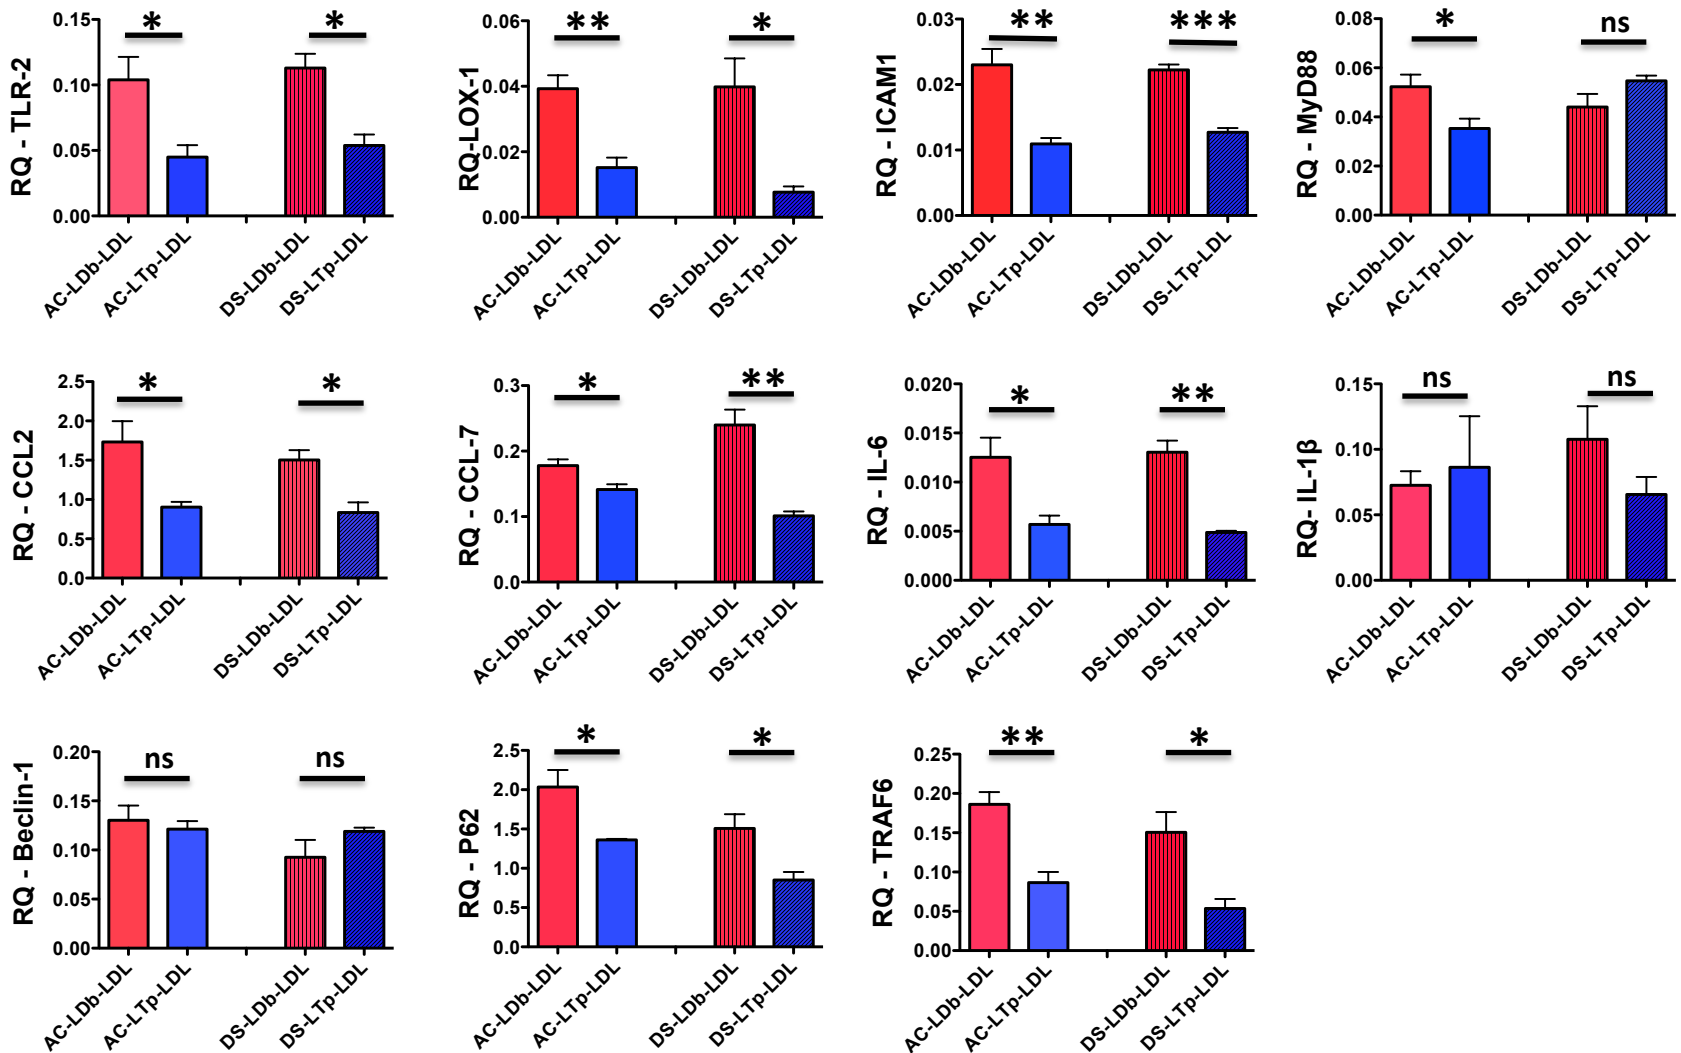 RQ - TLR-2
0.15
0.10
0.05
0.00
*
*
AC-LDb-LDL
AC-LTp-LDL
DS-LDb-LDL
DS-LTp-LDL
RQ-LOX-1
0.06
0.04
0.02
0.00
**
*
AC-LDb-LDL
AC-LTp-LDL
DS-LDb-LDL
DS-LTp-LDL
RQ - ICAM1
0.03
0.02
0.01
0.00
**
***
AC-LDb-LDL
AC-LTp-LDL
DS-LDb-LDL
DS-LTp-LDL
RQ - MyD88
0.08
0.06
0.04
0.02
0.00
*
ns
AC-LDb-LDL
AC-LTp-LDL
DS-LDb-LDL
DS-LTp-LDL
RQ - CCL2
2.5
2.0
1.5
1.0
0.5
0.0
*
*
AC-LDb-LDL
AC-LTp-LDL
DS-LDb-LDL
DS-LTp-LDL
RQ - CCL-7
0.3
0.2
0.1
0.0
*
**
AC-LDb-LDL
AC-LTp-LDL
DS-LDb-LDL
DS-LTp-LDL
RQ - IL-6
0.020
0.015
0.010
0.005
0.000
*
**
AC-LDb-LDL
AC-LTp-LDL
DS-LDb-LDL
DS-LTp-LDL
RQ- IL-1β
0.15
0.10
0.05
0.00
ns
ns
AC-LDb-LDL
AC-LTp-LDL
DS-LDb-LDL
DS-LTp-LDL
RQ - Beclin-1
0.20
0.15
0.10
0.05
0.00
ns
ns
AC-LDb-LDL
AC-LTp-LDL
DS-LDb-LDL
DS-LTp-LDL
RQ - P62
2.5
2.0
1.5
1.0
0.5
0.0
*
*
AC-LDb-LDL
AC-LTp-LDL
DS-LDb-LDL
DS-LTp-LDL
RQ - TRAF6
0.25
0.20
0.15
0.10
0.05
0.00
**
*
AC-LDb-LDL
AC-LTp-LDL
DS-LDb-LDL
DS-LTp-LDL